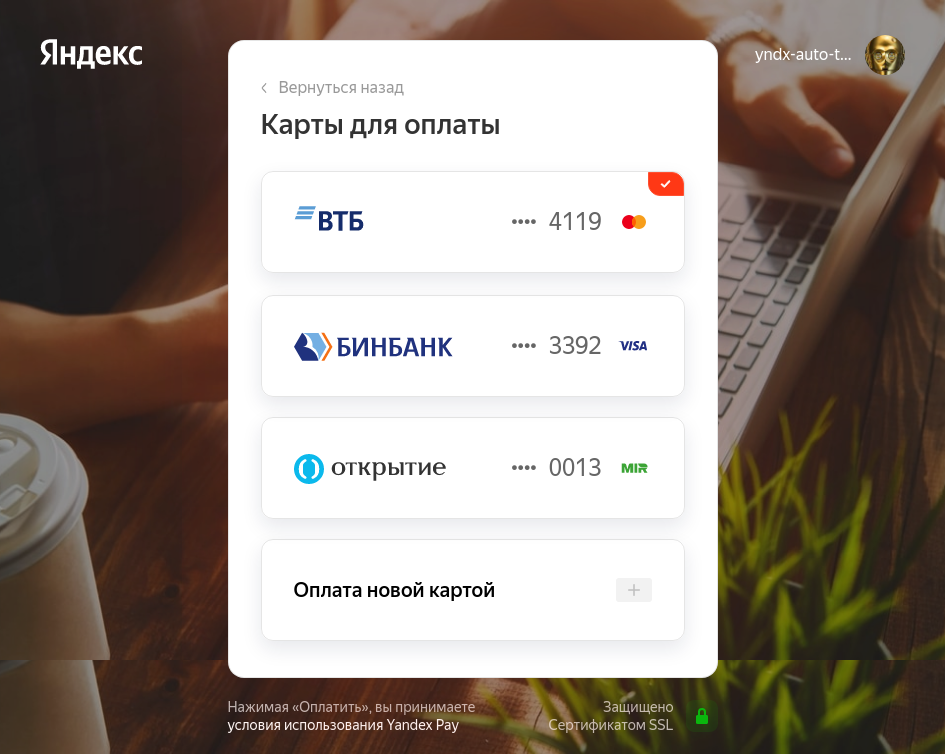 Яндекс
yndx-auto-t...
Вернуться назад
Карты для оплаты
ВТБ •••• 4119
БИНБАНК •••• 3392 VISA
открытие •••• 0013 MIR
Оплата новой картой
Нажимая «Оплатить», вы принимаете
условия использования Yandex Pay
Защищено
Сертификатом SSL